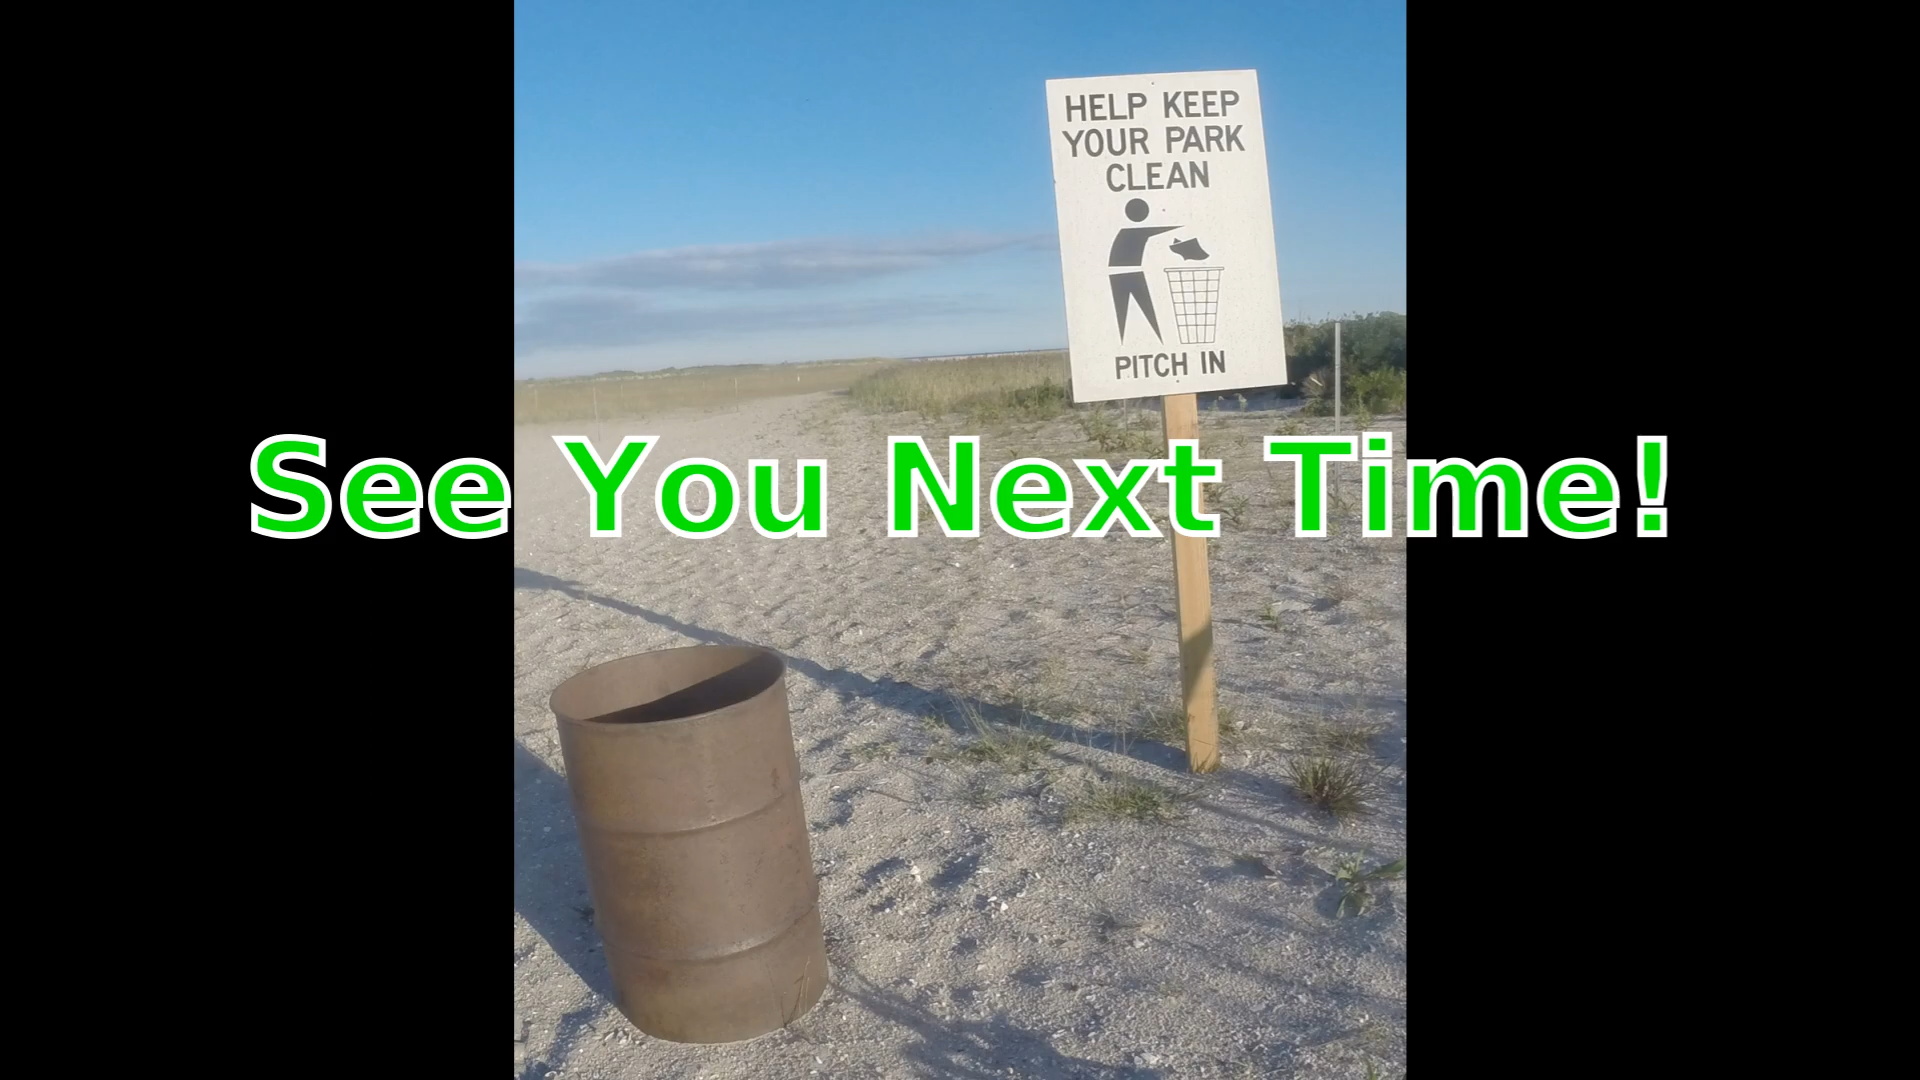 HELP KEEP
YOUR PARK
CLEAN
PITCH IN
See You Next Time!